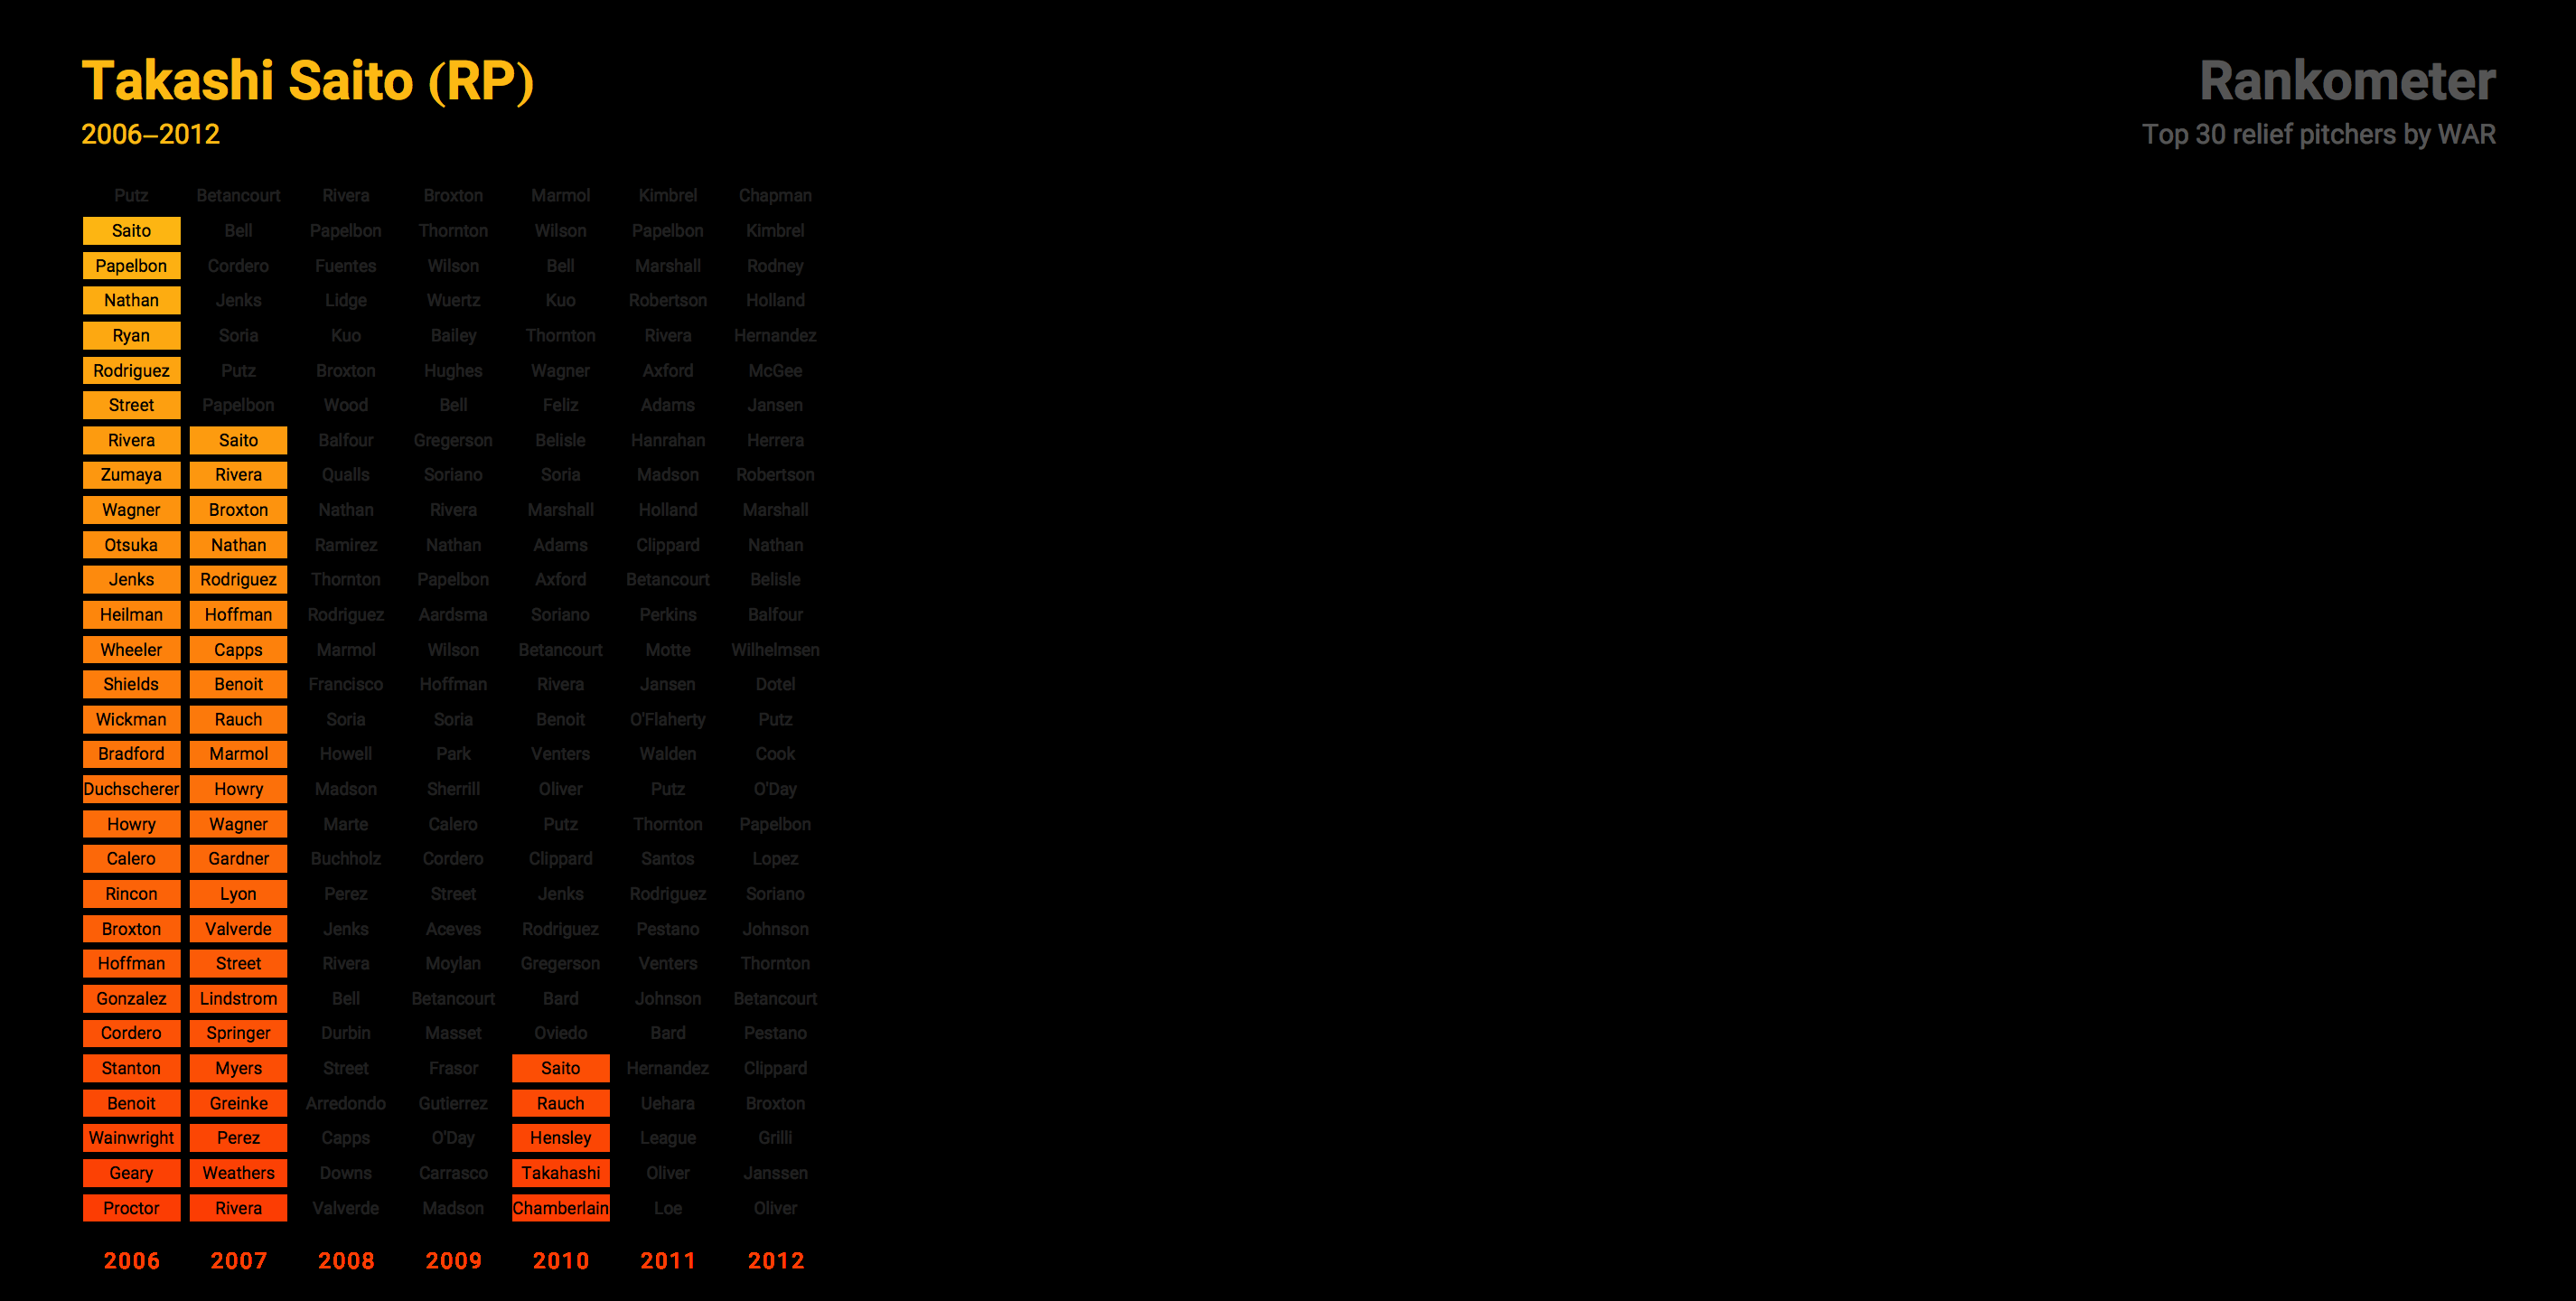 Takashi Saito (RP)
2006–2012
Rankometer
Top 30 relief pitchers by WAR
Putz Betancourt Rivera Broxton Marmol Kimbrel Chapman
Saito Bell Papelbon Thornton Wilson Papelbon Kimbrel
Papelbon Cordero Fuentes Wilson Bell Marshall Rodney
Nathan Jenks Lidge Wuertz Kuo Robertson Holland
Ryan Soria Kuo Bailey Thornton Rivera Hernandez
Rodriguez Putz Broxton Hughes Wagner Axford McGee
Street Papelbon Wood Bell Feliz Adams Jansen
Rivera Saito Balfour Gregerson Belisle Hanrahan Herrera
Zumaya Rivera Qualls Soriano Soria Madson Robertson
Wagner Broxton Nathan Rivera Marshall Holland Marshall
Otsuka Nathan Ramirez Nathan Adams Clippard Nathan
Jenks Rodriguez Thornton Papelbon Axford Betancourt Belisle
Heilman Hoffman Rodriguez Aardsma Soriano Perkins Balfour
Wheeler Capps Marmol Wilson Betancourt Motte Wilhelmsen
Shields Benoit Francisco Hoffman Rivera Jansen Dotel
Wickman Rauch Soria Soria Benoit O'Flaherty Putz
Bradford Marmol Howell Park Venters Walden Cook
Duchscherer Howry Madson Sherrill Oliver Putz O'Day
Howry Wagner Marte Calero Putz Thornton Papelbon
Calero Gardner Buchholz Cordero Clippard Santos Lopez
Rincon Lyon Perez Street Jenks Rodriguez Soriano
Broxton Valverde Jenks Aceves Rodriguez Pestano Johnson
Hoffman Street Rivera Moylan Gregerson Venters Thornton
Gonzalez Lindstrom Bell Betancourt Bard Johnson Betancourt
Cordero Springer Durbin Masset Oviedo Bard Pestano
Stanton Myers Street Frasor Saito Hernandez Clippard
Benoit Greinke Arredondo Gutierrez Rauch Uehara Broxton
Wainwright Perez Capps O'Day Hensley League Grilli
Geary Weathers Downs Carrasco Takahashi Oliver Janssen
Proctor Rivera Valverde Madson Chamberlain Loe Oliver
2006 2007 2008 2009 2010 2011 2012